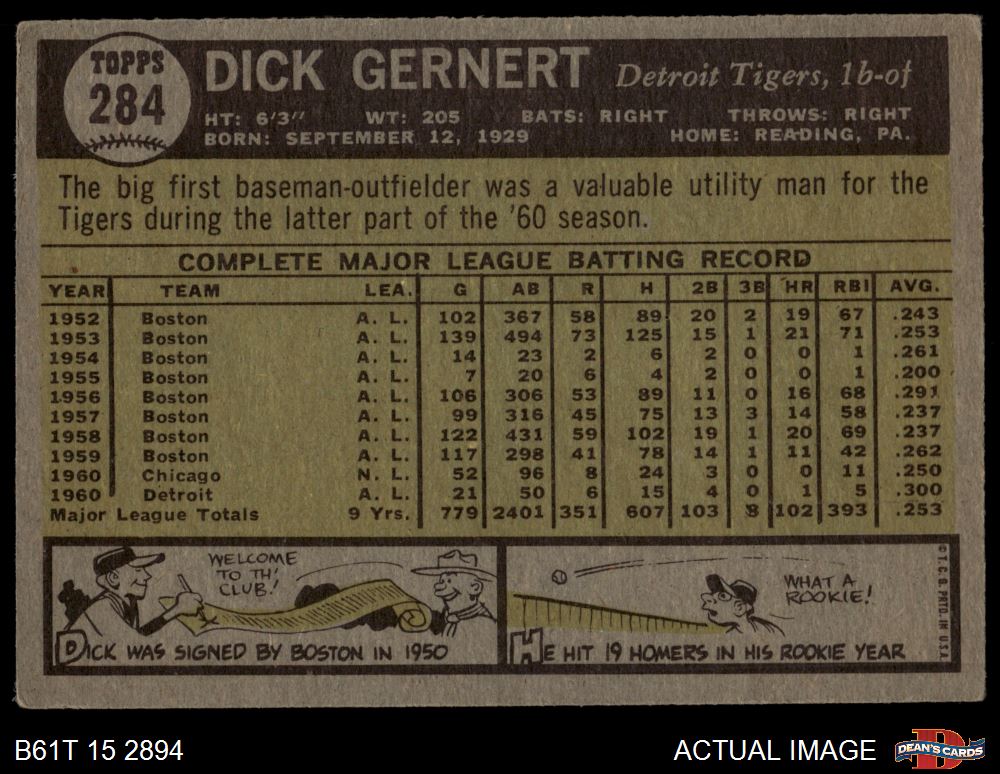 TOPPS
284
DICK GERNERT Detroit Tigers, 1b-of
HT: 6'3" WT: 205 BATS: RIGHT THROWS: RIGHT
BORN: SEPTEMBER 12, 1929 HOME: READING, PA.
The big first baseman-outfielder was a valuable utility man for the
Tigers during the latter part of the '60 season.
COMPLETE MAJOR LEAGUE BATTING RECORD
YEAR TEAM LEA. G AB R H 2B 3B HR RBI AVG.
1952 Boston A. L. 102 367 58 89 20 2 19 67 .243
1953 Boston A. L. 139 494 73 125 15 1 21 71 .253
1954 Boston A. L. 14 23 2 6 2 0 0 1 .261
1955 Boston A. L. 7 20 6 4 2 0 0 1 .200
1956 Boston A. L. 106 306 53 89 11 0 16 68 .291
1957 Boston A. L. 99 316 45 75 13 3 14 58 .237
1958 Boston A. L. 122 431 59 102 19 1 20 69 .237
1959 Boston A. L. 117 298 41 78 14 1 11 42 .262
1960 Chicago N. L. 52 96 8 24 3 0 0 11 .250
1960 Detroit A. L. 21 50 6 15 4 0 1 5 .300
Major League Totals 9 Yrs. 779 2401 351 607 103 8 102 393 .253
WELCOME
TO TH'
CLUB!
DICK WAS SIGNED BY BOSTON IN 1950
WHAT A
ROOKIE!
HE HIT 19 HOMERS IN HIS ROOKIE YEAR
© T. C. G. PRTD. IN U.S.A.
B61T 15 2894
ACTUAL IMAGE
DEAN'S CARDS